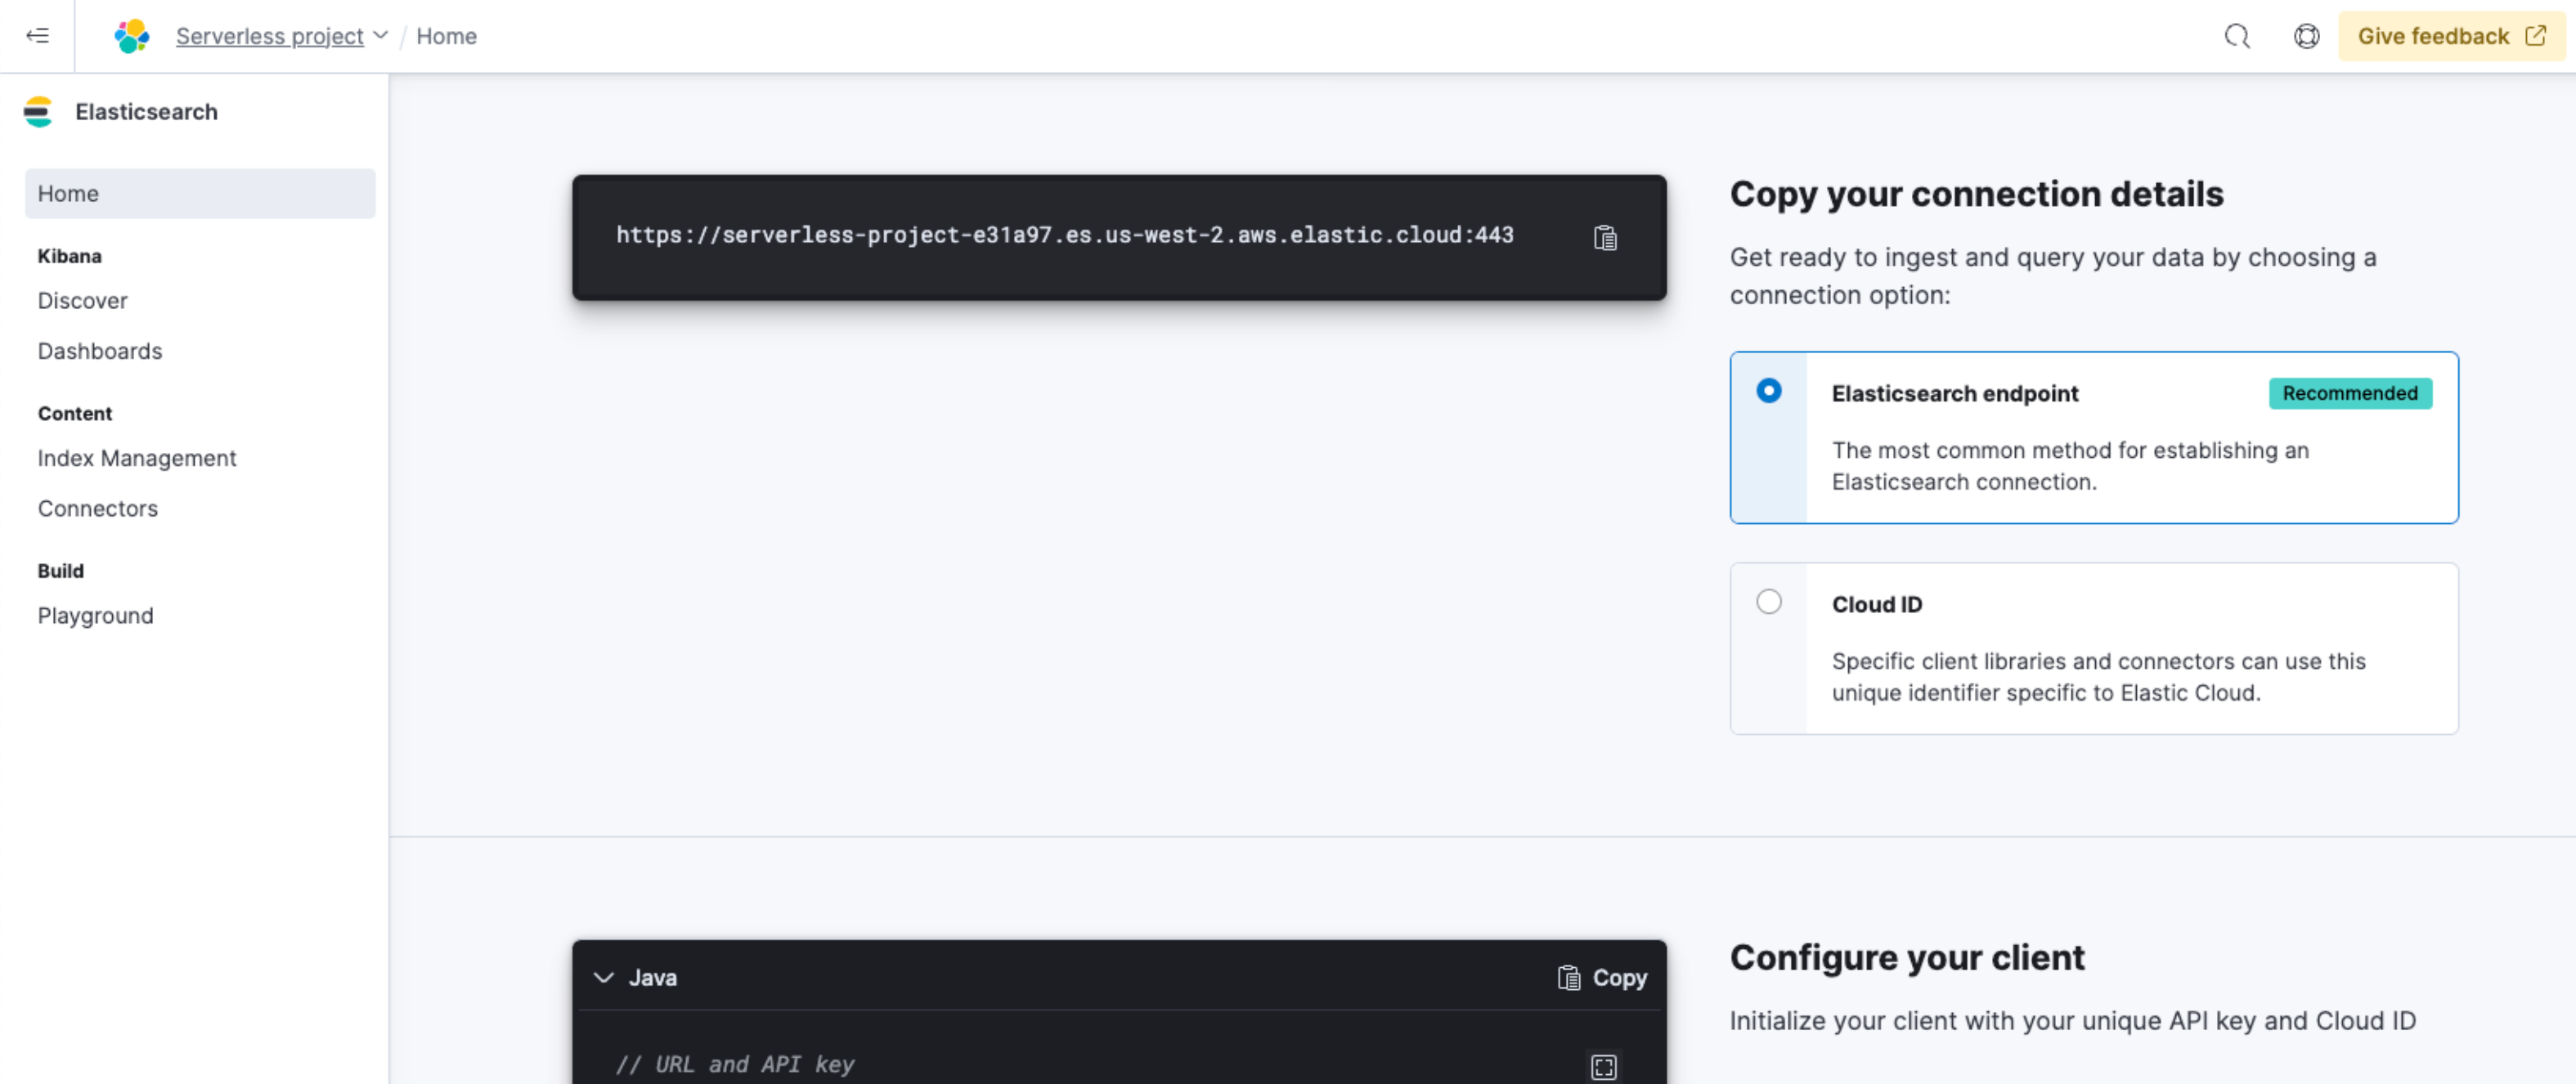 Serverless project / Home
Give feedback
Elasticsearch
Home
Kibana
Discover
Dashboards
Content
Index Management
Connectors
Build
Playground
https://serverless-project-e31a97.es.us-west-2.aws.elastic.cloud:443
Copy your connection details
Get ready to ingest and query your data by choosing a
connection option:
Elasticsearch endpoint
Recommended
The most common method for establishing an
Elasticsearch connection.
Cloud ID
Specific client libraries and connectors can use this
unique identifier specific to Elastic Cloud.
Java
Copy
// URL and API key
Configure your client
Initialize your client with your unique API key and Cloud ID